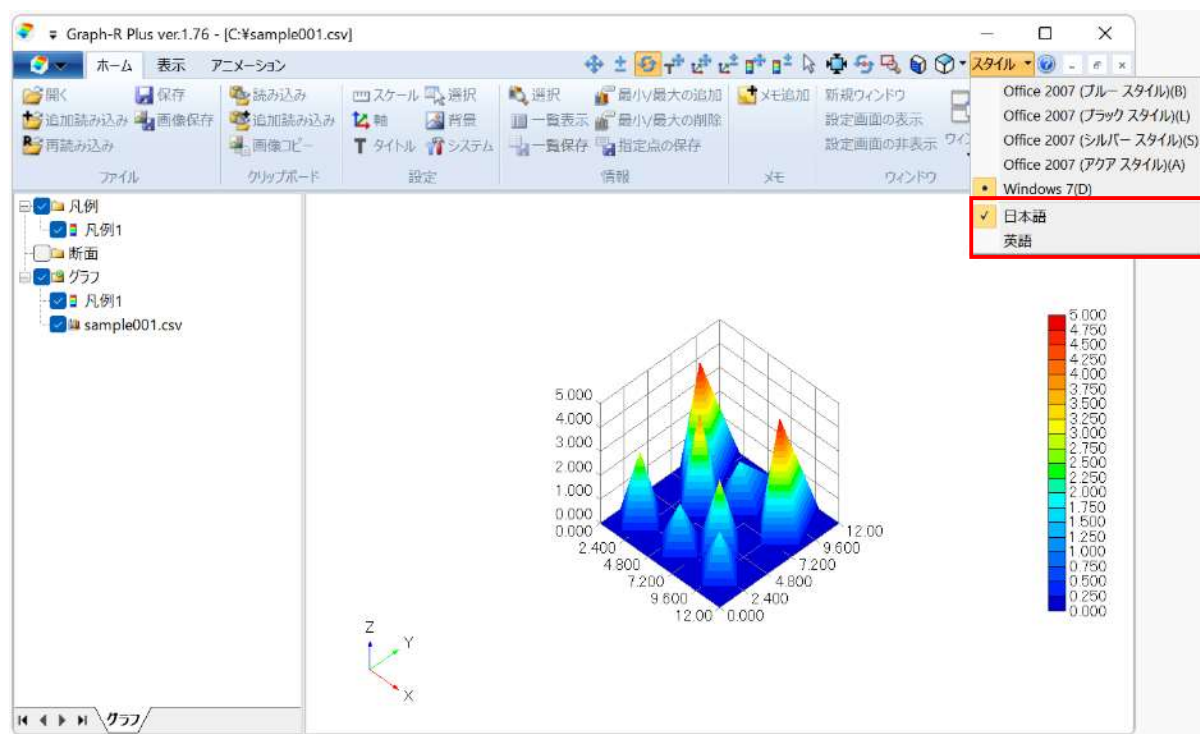 Graph-R Plus ver.1.76 - [C:¥sample001.csv]
ホーム 表示 アニメーション スタイル
開く 保存 読み込み スケール 選択 選択 最小/最大の追加 メモ追加 新規ウィンドウ
追加読み込み 画像保存 追加読み込み 軸 背景 一覧表示 最小/最大の削除 設定画面の表示
再読み込み 画像コピー タイトル システム 一覧保存 指定点の保存 設定画面の非表示
ファイル クリップボード 設定 情報 メモ ウィンドウ
Office 2007 (ブルー スタイル)(B)
Office 2007 (ブラック スタイル)(L)
Office 2007 (シルバー スタイル)(S)
Office 2007 (アクア スタイル)(A)
Windows 7(D)
日本語
英語
凡例
凡例1
断面
グラフ
凡例1
sample001.csv
5.000
4.000
3.000
2.000
1.000
0.000
0.000
2.400
4.800
7.200
9.600
12.00
0.000
2.400
4.800
7.200
9.600
12.00
5.000
4.750
4.500
4.250
4.000
3.750
3.500
3.250
3.000
2.750
2.500
2.250
2.000
1.750
1.500
1.250
1.000
0.750
0.500
0.250
0.000
Z
Y
X
グラフ